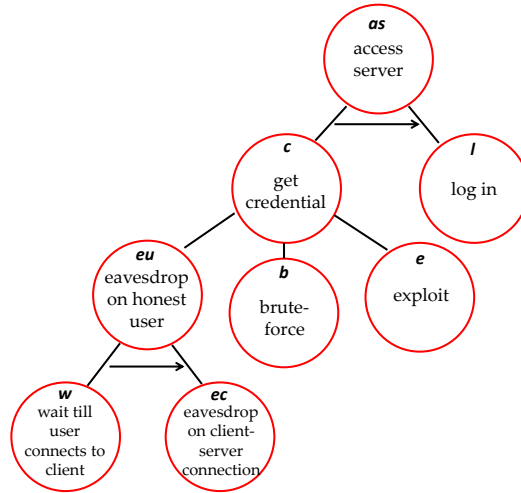 as
access
server
c
get
credential
l
log in
eu
eavesdrop
on honest
user
b
brute-
force
e
exploit
w
wait till
user
connects to
client
ec
eavesdrop
on client-
server
connection